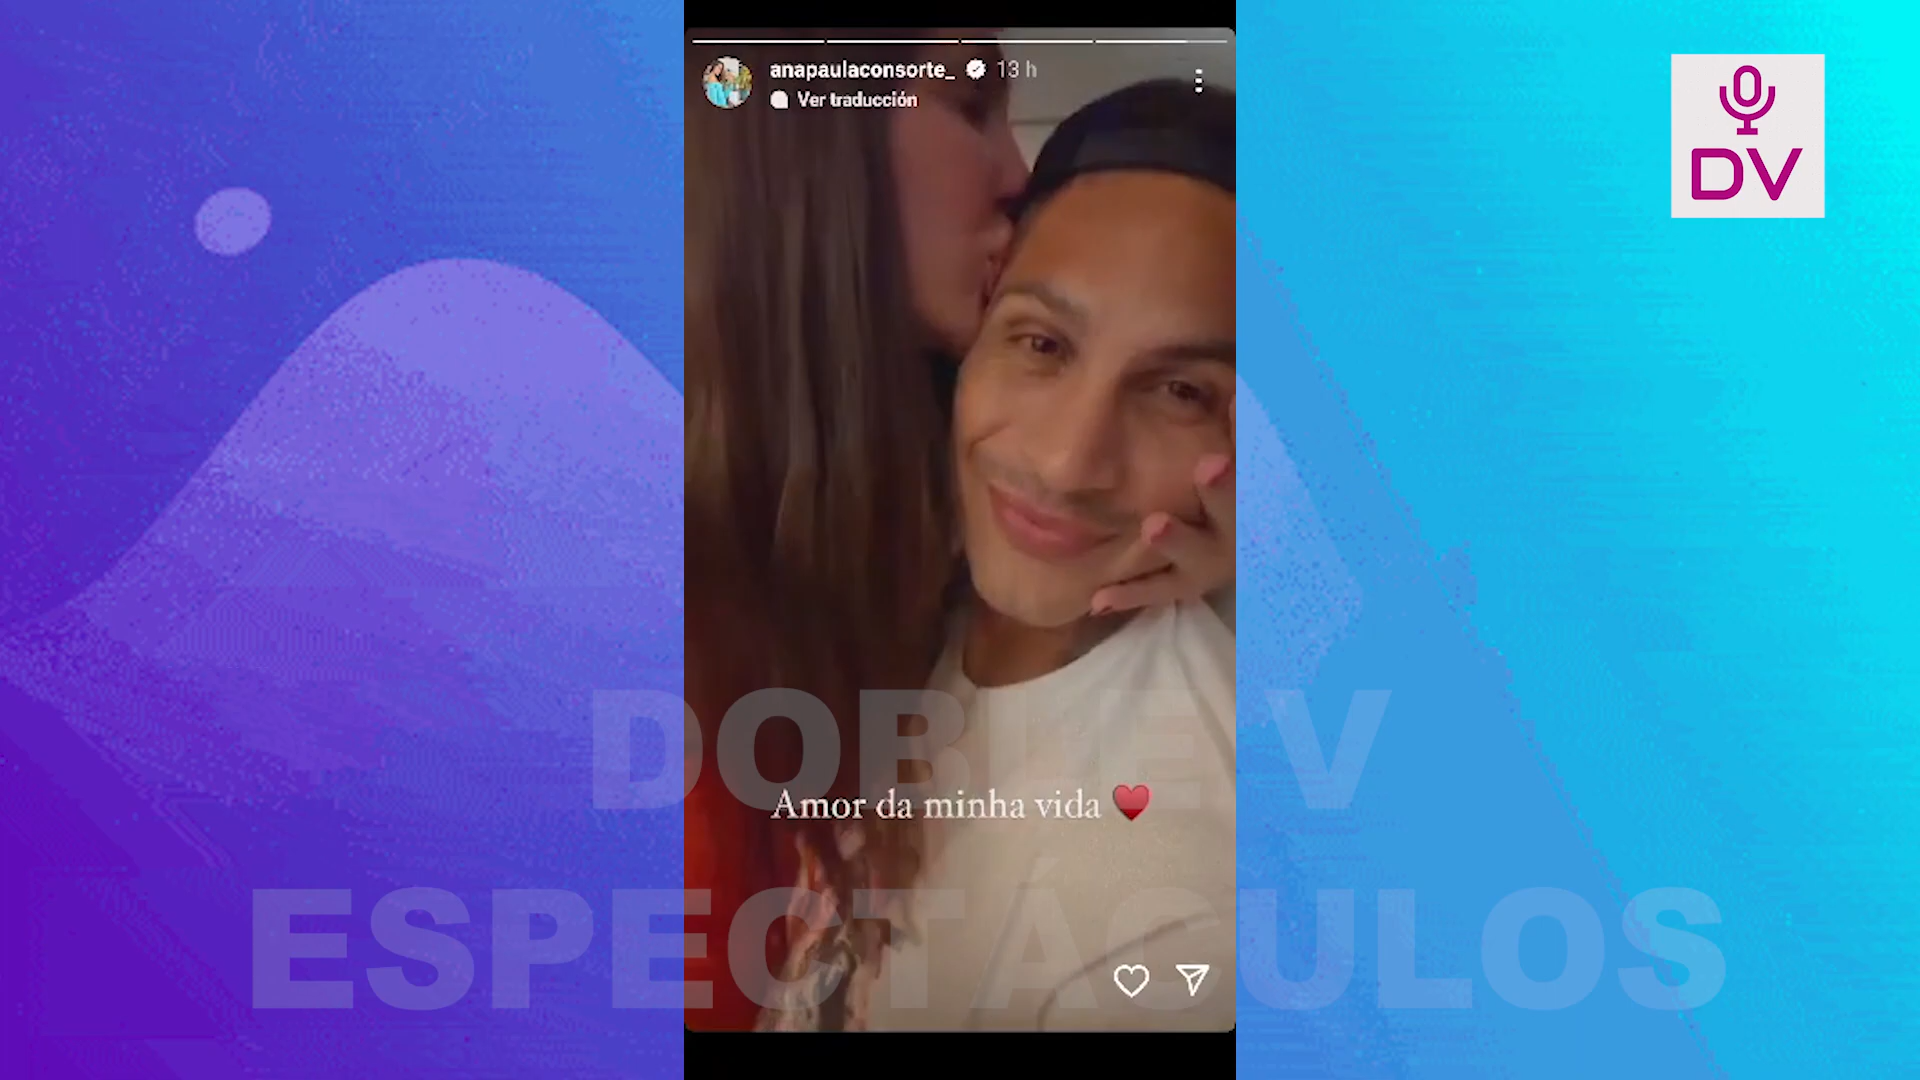 anapaulaconsorte_ 13 h
Ver traducción
DV
DOBLE V
Amor da minha vida
ESPECTÁCULOS